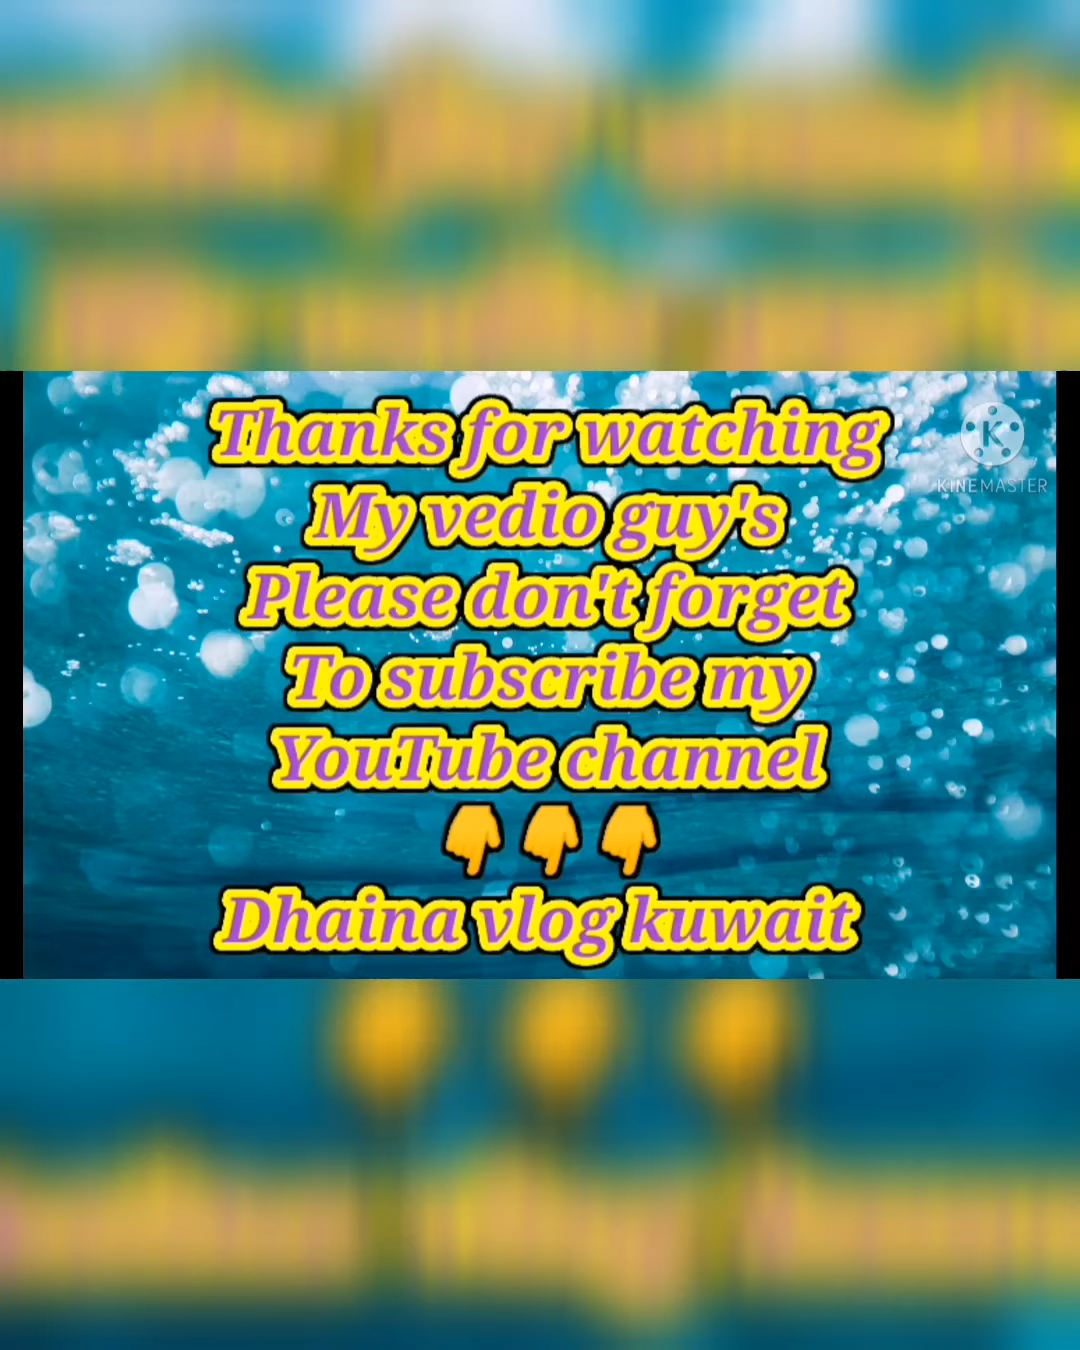 Thanks for watching
My vedio guy's
Please don't forget
To subscribe my
YouTube channel
👇👇👇
Dhaina vlog kuwait
K
KINEMASTER